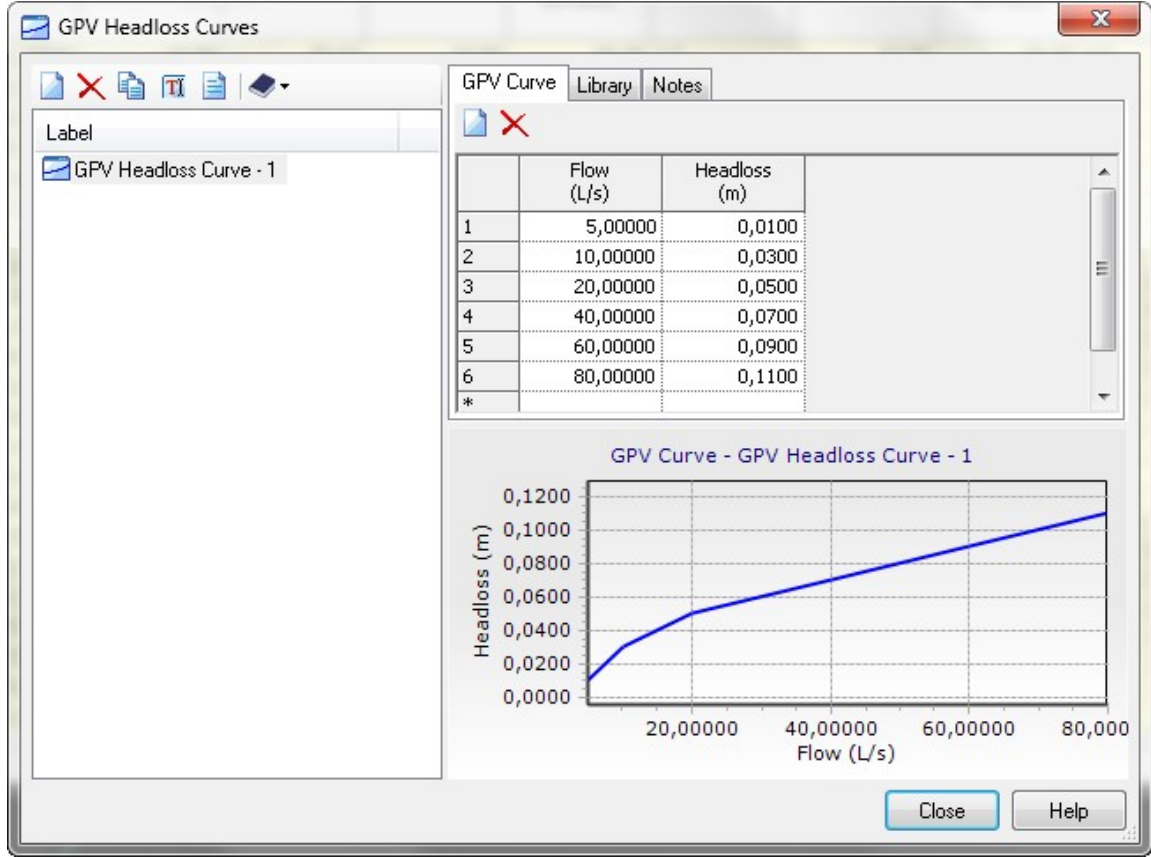 GPV Headloss Curves
Label
GPV Headloss Curve - 1
GPV Curve Library Notes
Flow (L/s) Headloss (m)
1 5,00000 0,0100
2 10,00000 0,0300
3 20,00000 0,0500
4 40,00000 0,0700
5 60,00000 0,0900
6 80,00000 0,1100
*
GPV Curve - GPV Headloss Curve - 1
Headloss (m)
0,1200
0,1000
0,0800
0,0600
0,0400
0,0200
0,0000
20,00000 40,00000 60,00000 80,000
Flow (L/s)
Close Help